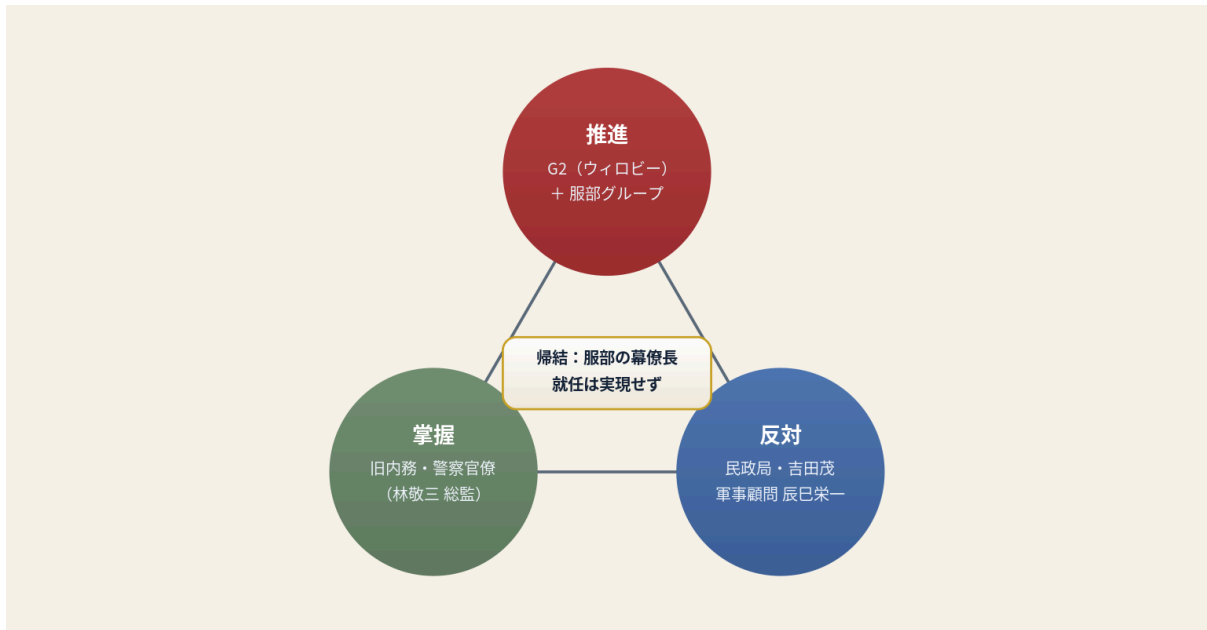 推進
G2（ウィロビー）
＋ 服部グループ
帰結：服部の幕僚長
就任は実現せず
掌握
旧内務・警察官僚
（林敬三 総監）
反対
民政局・吉田茂
軍事顧問 辰巳栄一